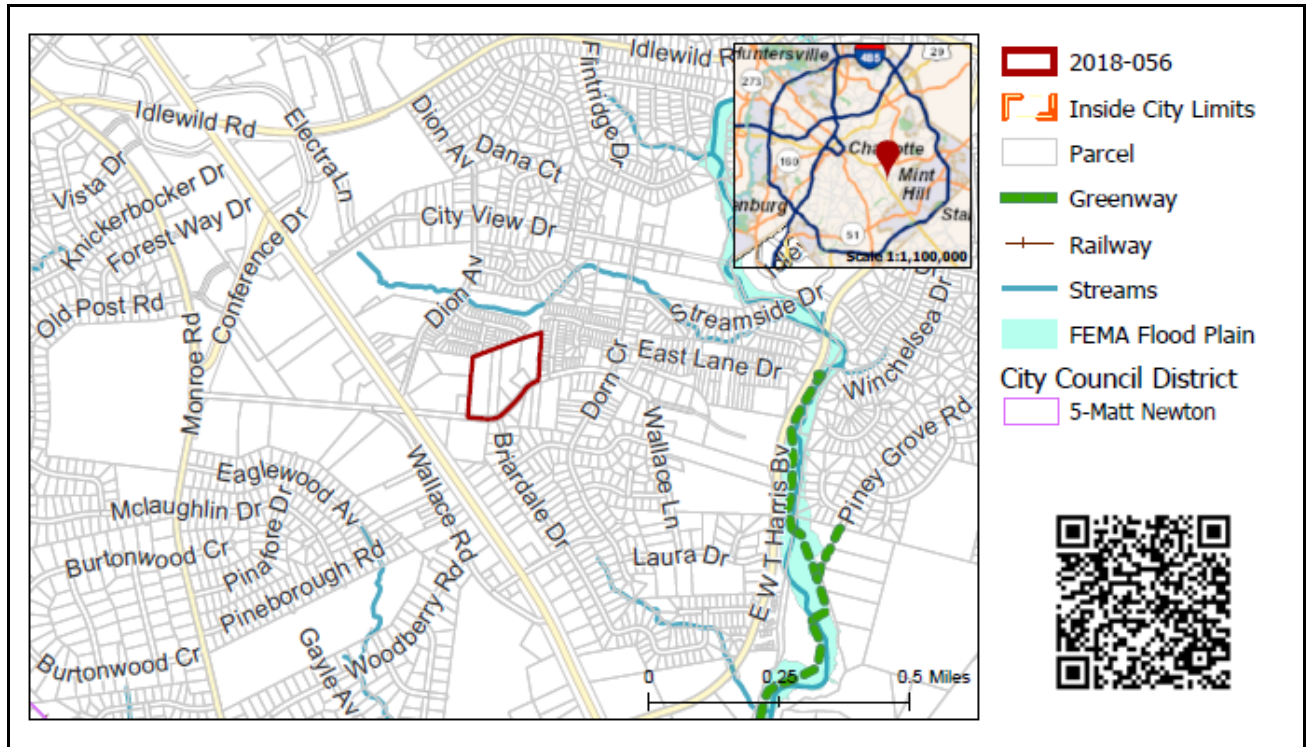 Idlewild Rd
Flintridge Dr
Idlewild R
Dion Av
Electra Ln
Dana Ct
Vista Dr
Knickerbocker Dr
Forest Way Dr
City View Dr
Conference Dr
Old Post Rd
Dion Av
Streamside Dr
East Lane Dr
Dorn Cr
Winchelsea Dr
Monroe Rd
Wallace Ln
Piney Grove Rd
Briardale Dr
Wallace Rd
E W T Harris Bv
Eaglewood Av
Mclaughlin Dr
Pinafore Dr
Burtonwood Cr
Pineborough Rd
Laura Dr
Woodberry Rd
Gayle Av
Burtonwood Cr
0 0.25 0.5 Miles
Huntersville
485
29
273
Charlotte
160
Mint
Hill
enburg
Stal
51
Scale 1:1,100,000
2018-056
Inside City Limits
Parcel
Greenway
Railway
Streams
FEMA Flood Plain
City Council District
5-Matt Newton